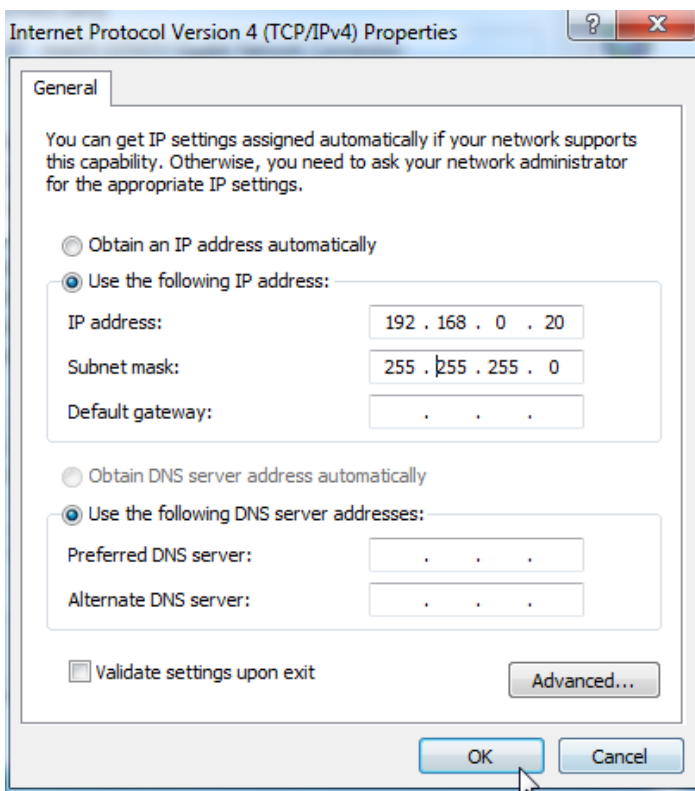 Internet Protocol Version 4 (TCP/IPv4) Properties
General
You can get IP settings assigned automatically if your network supports
this capability. Otherwise, you need to ask your network administrator
for the appropriate IP settings.
Obtain an IP address automatically
Use the following IP address:
IP address: 192 . 168 . 0 . 20
Subnet mask: 255 . 255 . 255 . 0
Default gateway: . . .
Obtain DNS server address automatically
Use the following DNS server addresses:
Preferred DNS server: . . .
Alternate DNS server: . . .
Validate settings upon exit
Advanced...
OK Cancel